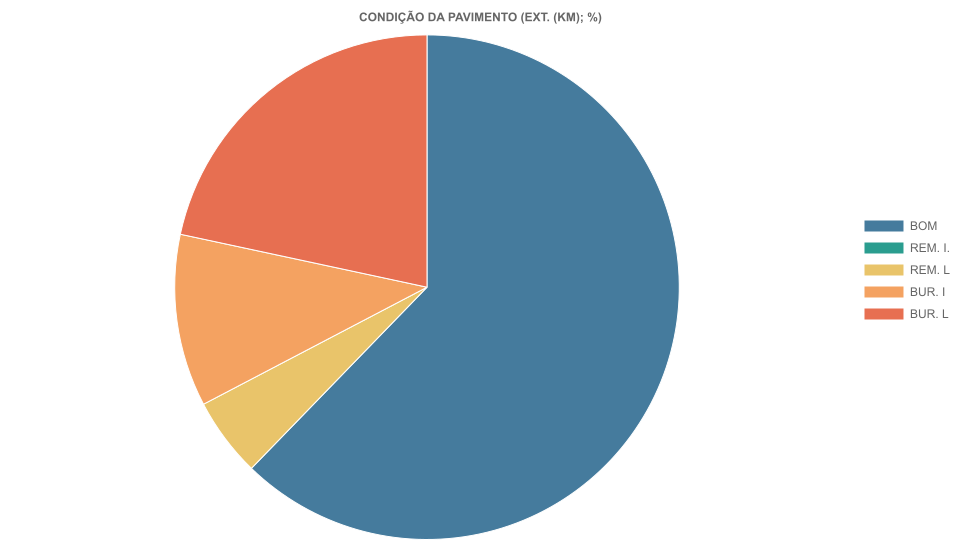 CONDIÇÃO DA PAVIMENTO (EXT. (KM); %)
BOM
REM. I.
REM. L
BUR. I
BUR. L